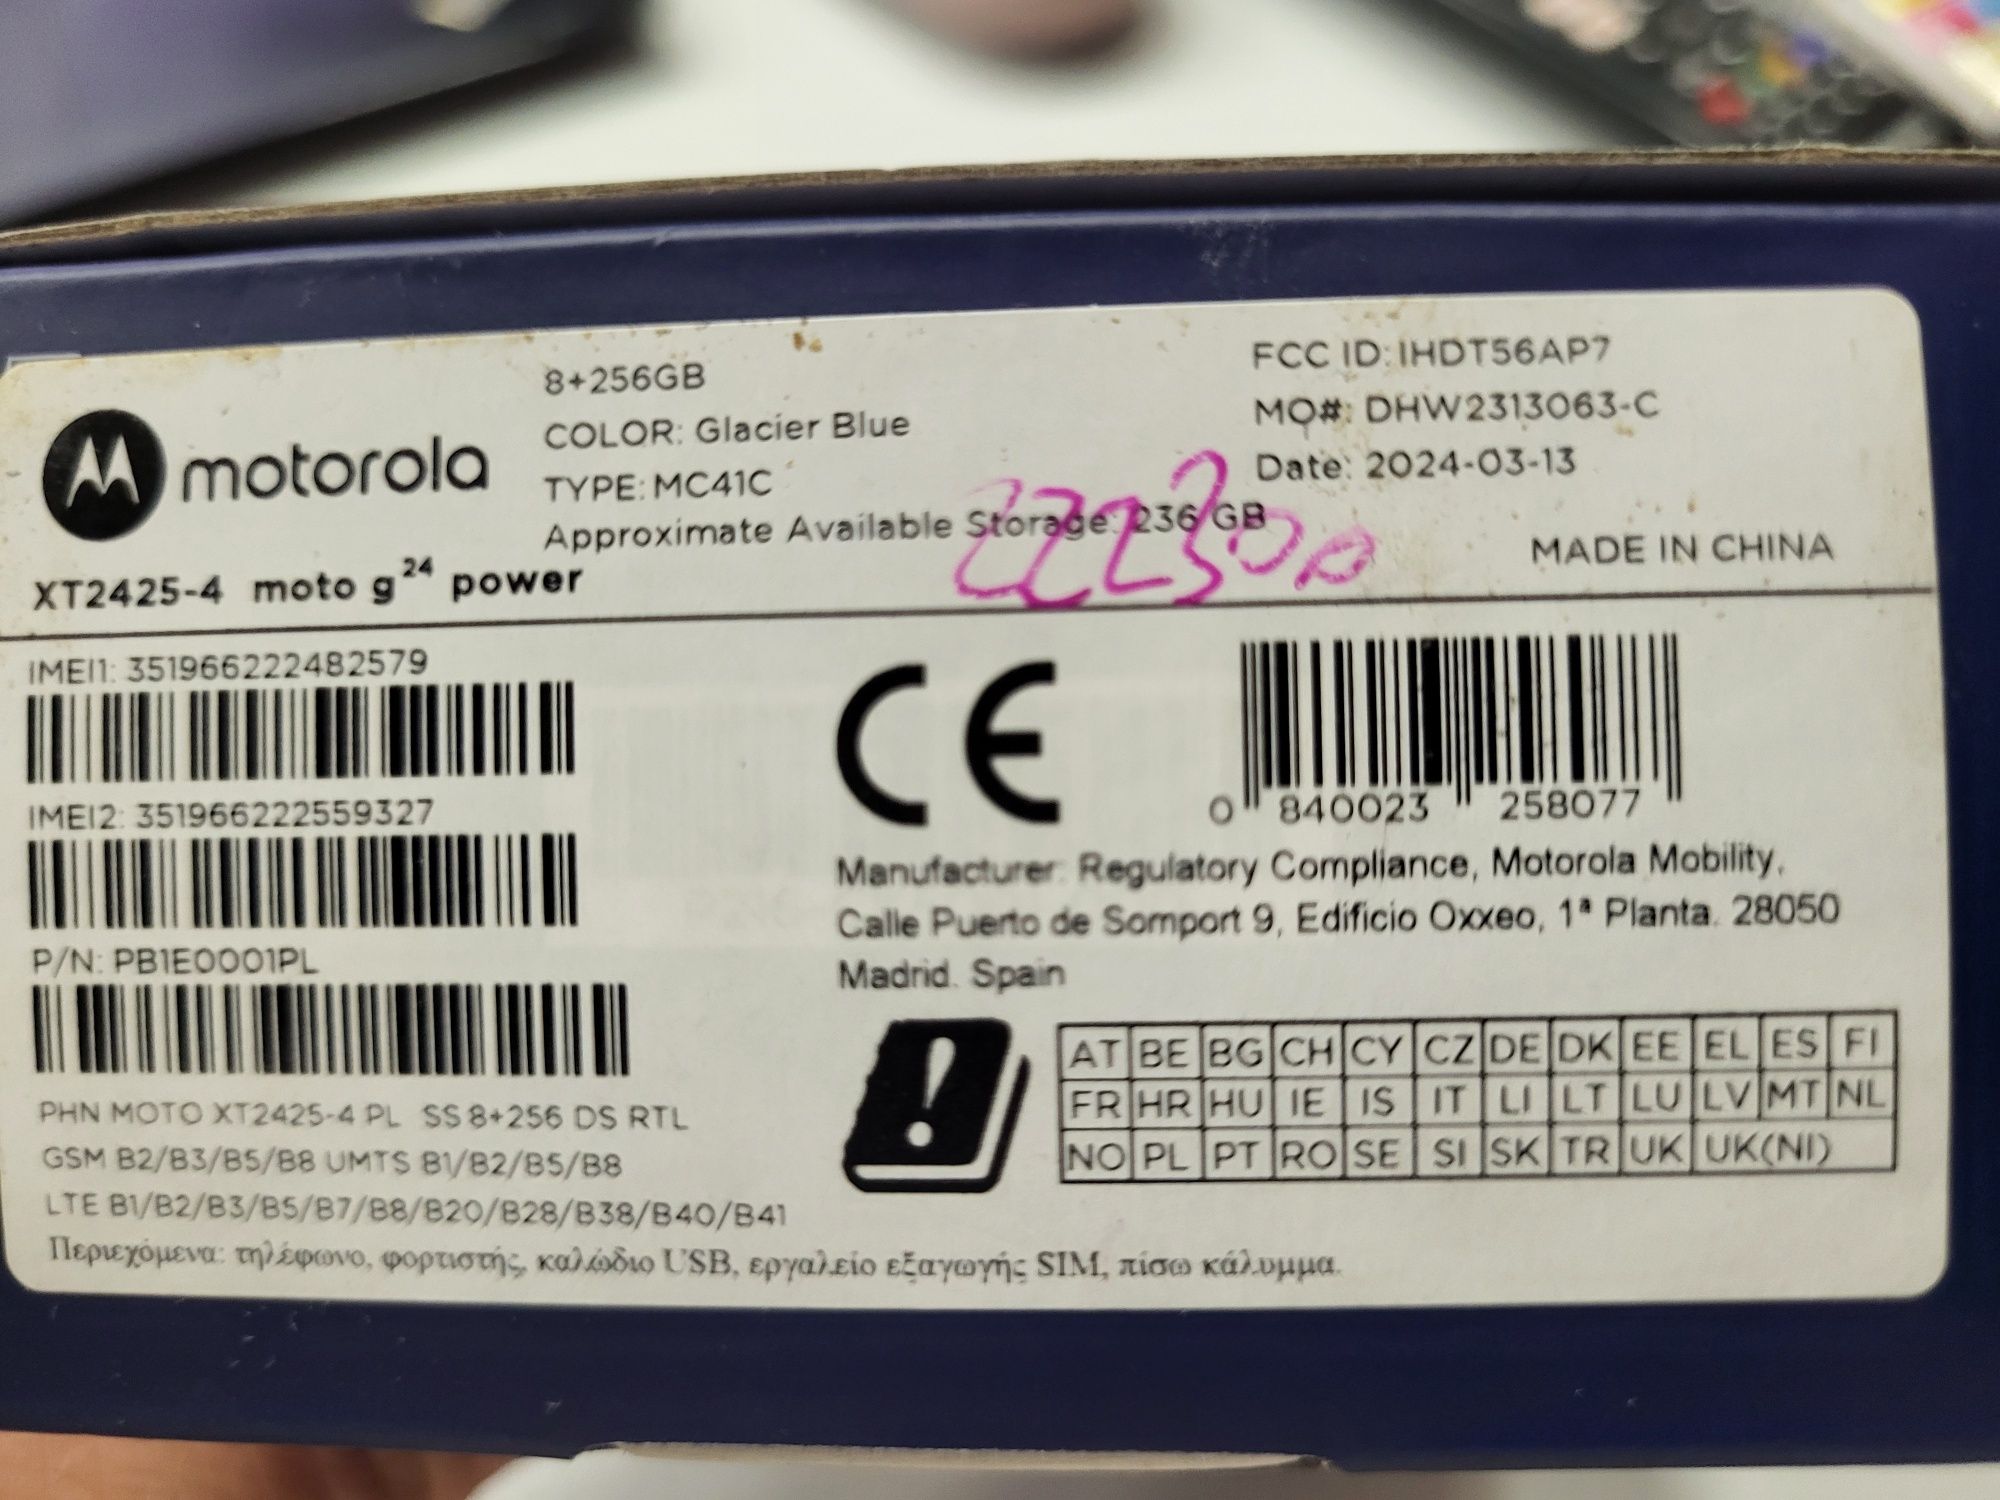 8+256GB
COLOR: Glacier Blue
TYPE: MC41C
Approximate Available Storage: 236 GB
FCC ID: IHDT56AP7
MO#: DHW2313063-C
Date: 2024-03-13
MADE IN CHINA
motorola
XT2425-4 moto g24 power
IMEI1: 351966222482579
IMEI2: 351966222559327
P/N: PB1E0001PL
PHN MOTO XT2425-4 PL SS 8+256 DS RTL
GSM B2/B3/B5/B8 UMTS B1/B2/B5/B8
LTE B1/B2/B3/B5/B7/B8/B20/B28/B38/B40/B41
CE
0 840023 258077
Manufacturer: Regulatory Compliance, Motorola Mobility,
Calle Puerto de Somport 9, Edificio Oxxeo, 1ª Planta. 28050
Madrid. Spain
AT BE BG CH CY CZ DE DK EE EL ES FI
FR HR HU IE IS IT LI LT LU LV MT NL
NO PL PT RO SE SI SK TR UK UK(NI)
Περιεχόμενα: τηλέφωνο, φορτιστής, καλώδιο USB, εργαλείο εξαγωγής SIM, πίσω κάλυμμα.